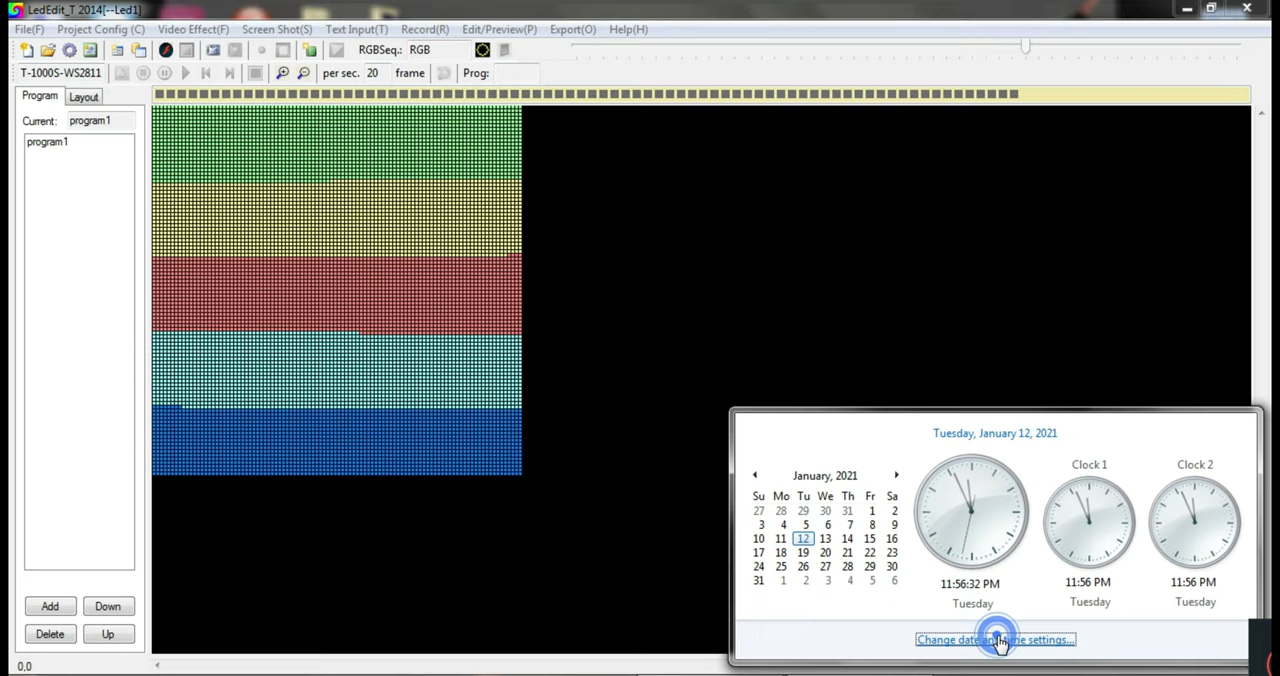 LedEdit_T 2014[--Led1]
File(F) Project Config (C) Video Effect(F) Screen Shot(S) Text Input(T) Record(R) Edit/Preview(P) Export(O) Help(H)
RGBSeq.: RGB
T-1000S-WS2811 per sec. 20 frame Prog:
Program Layout
Current: program1
program1
Add Down
Delete Up
0,0
Tuesday, January 12, 2021
January, 2021
Su Mo Tu We Th Fr Sa
27 28 29 30 31 1 2
3 4 5 6 7 8 9
10 11 12 13 14 15 16
17 18 19 20 21 22 23
24 25 26 27 28 29 30
31 1 2 3 4 5 6
11:56:32 PM
Tuesday
Clock 1
11:56 PM
Tuesday
Clock 2
11:56 PM
Tuesday
Change date and time settings...